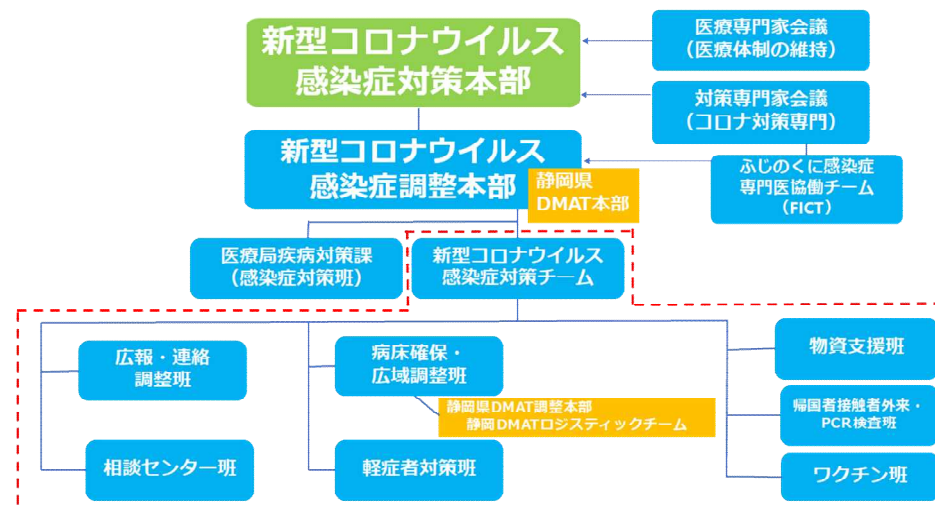 新型コロナウイルス
感染症対策本部
医療専門家会議
（医療体制の維持）
対策専門家会議
（コロナ対策専門）
新型コロナウイルス
感染症調整本部
静岡県
DMAT本部
ふじのくに感染症
専門医協働チーム
（FICT）
医療局疾病対策課
（感染症対策班）
新型コロナウイルス
感染症対策チーム
広報・連絡
調整班
病床確保・
広域調整班
物資支援班
静岡県DMAT調整本部
静岡DMATロジスティックチーム
帰国者接触者外来・
PCR検査班
相談センター班
軽症者対策班
ワクチン班